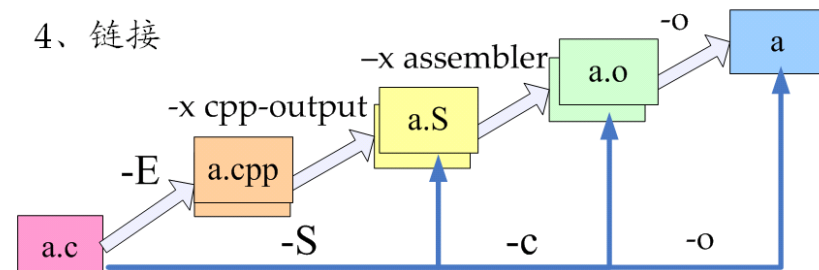 4、链接
-o
a
–x assembler
a.o
-x cpp-output
a.S
-E
a.cpp
a.c
-S
-c
-o